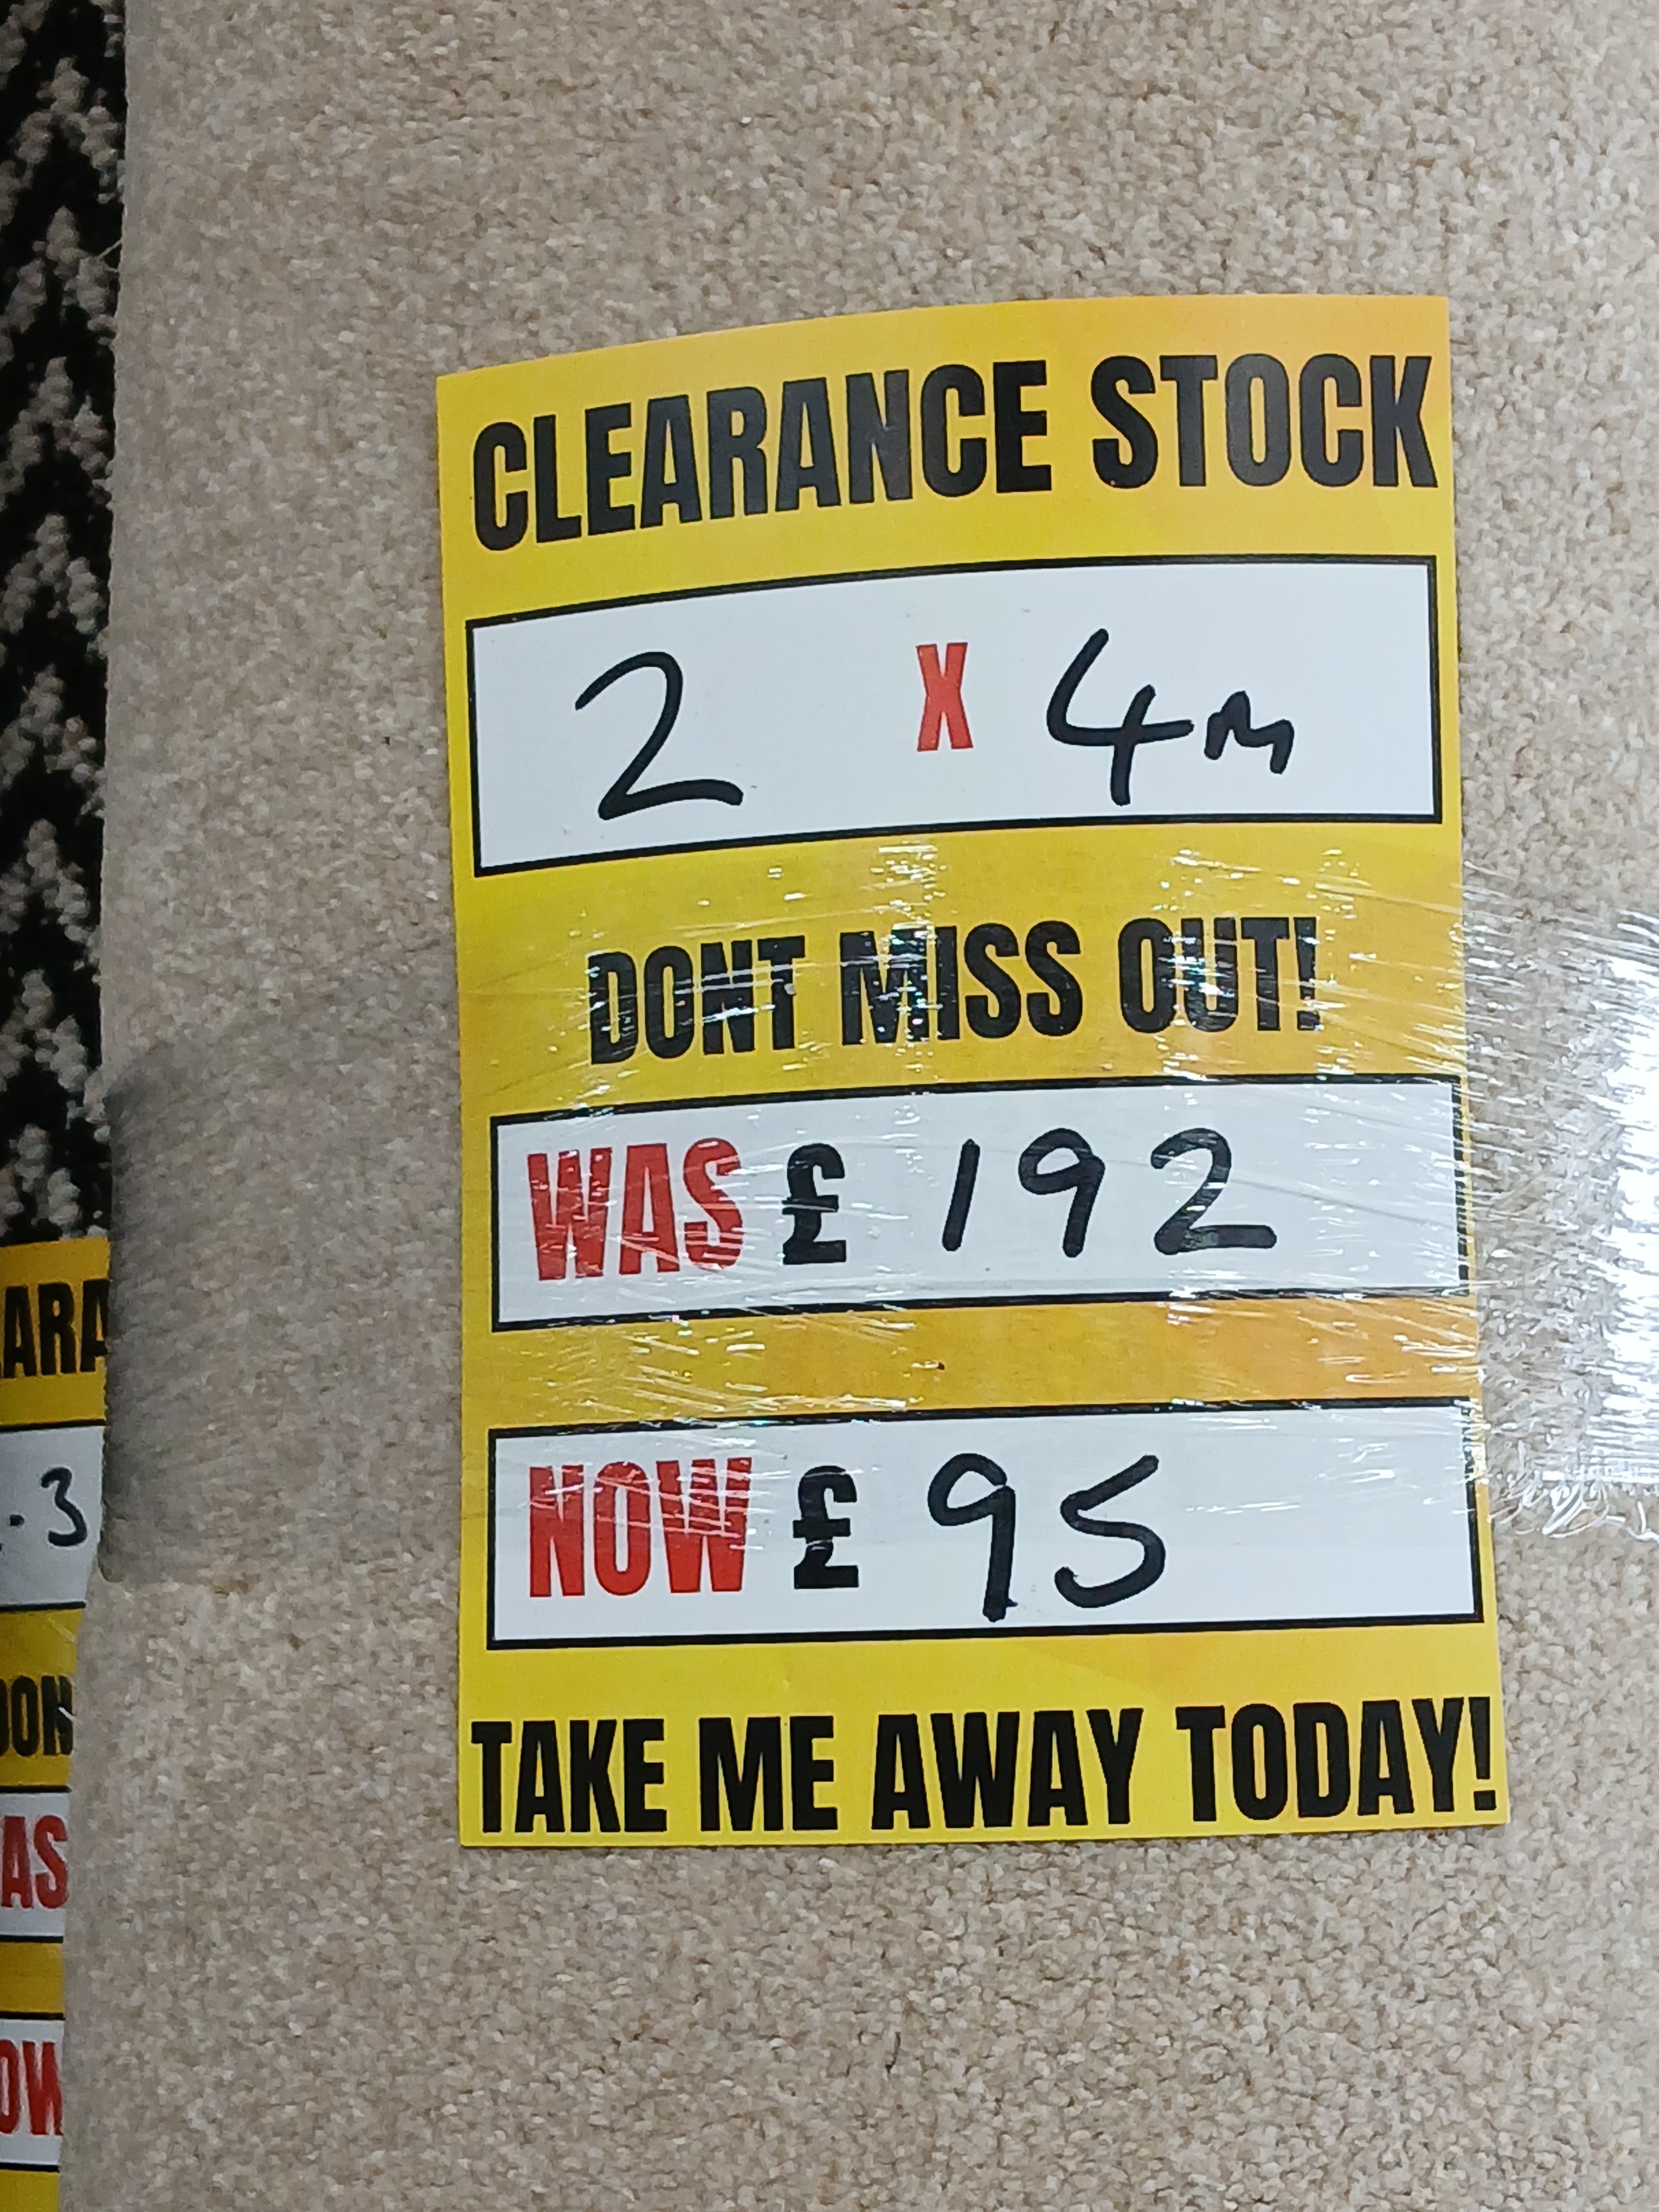 CLEARANCE STOCK
2 X 4m
DONT MISS OUT!
WAS £ 192
NOW £ 95
TAKE ME AWAY TODAY!